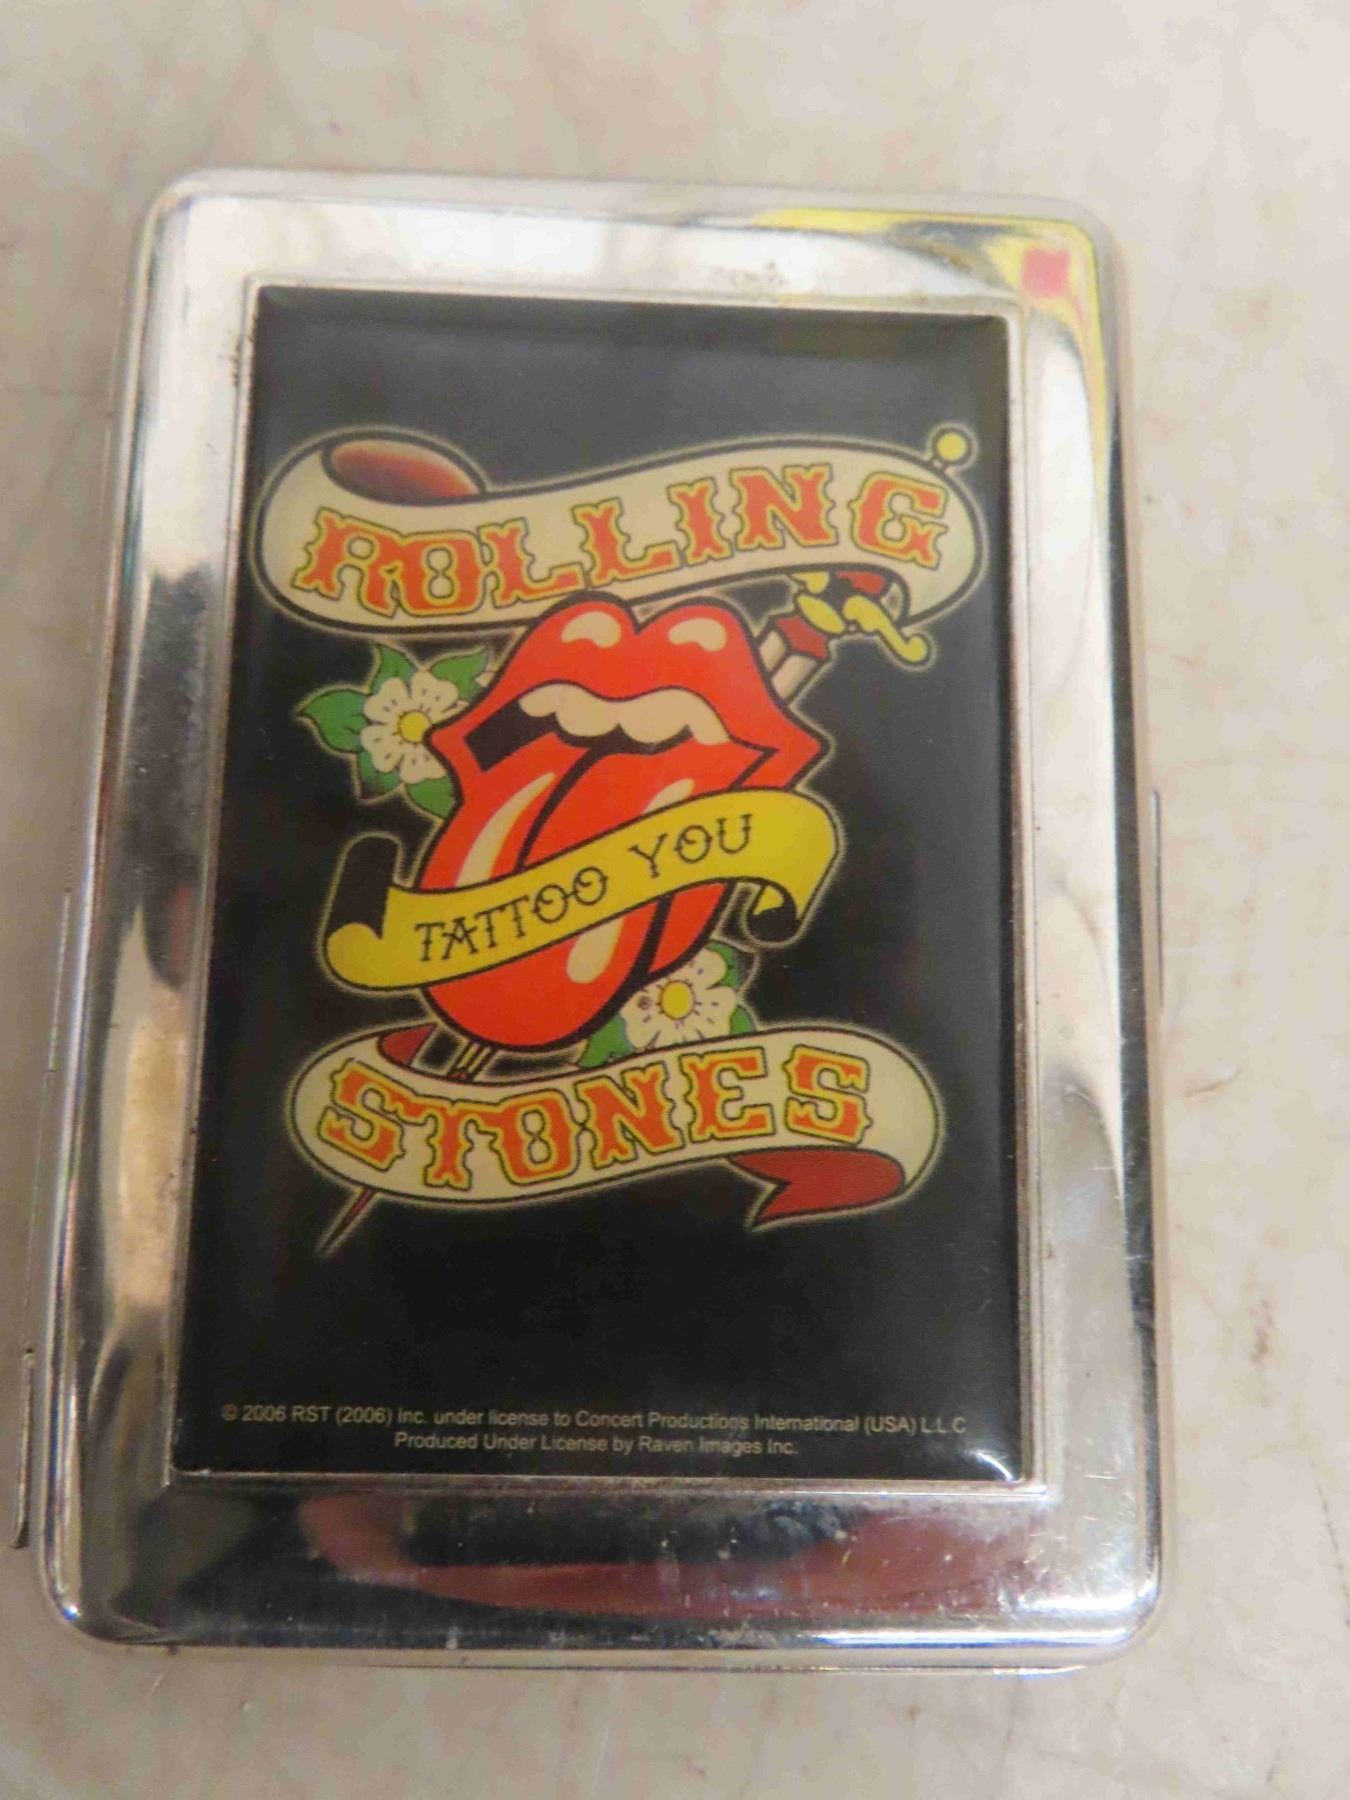 ROLLING
TATTOO YOU
STONES
© 2006 RST (2006) Inc. under license to Concert Productions International (USA) L.L.C
Produced Under License by Raven Images Inc.